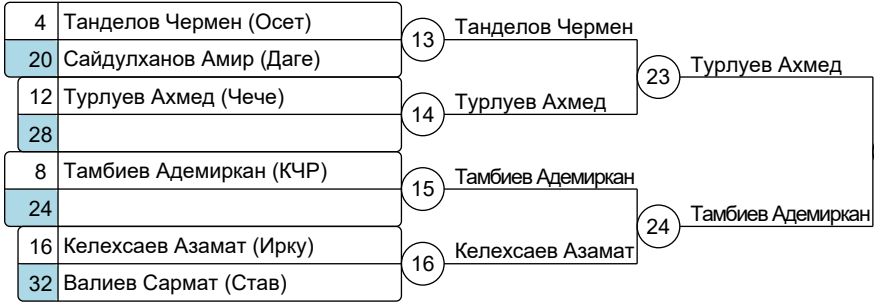 4 Танделов Чермен (Осет)
20 Сайдулханов Амир (Даге)
13 Танделов Чермен
12 Турлуев Ахмед (Чече)
28
14 Турлуев Ахмед
23 Турлуев Ахмед
8 Тамбиев Адемиркан (КЧР)
24
15 Тамбиев Адемиркан
16 Келехсаев Азамат (Ирку)
32 Валиев Сармат (Став)
16 Келехсаев Азамат
24 Тамбиев Адемиркан